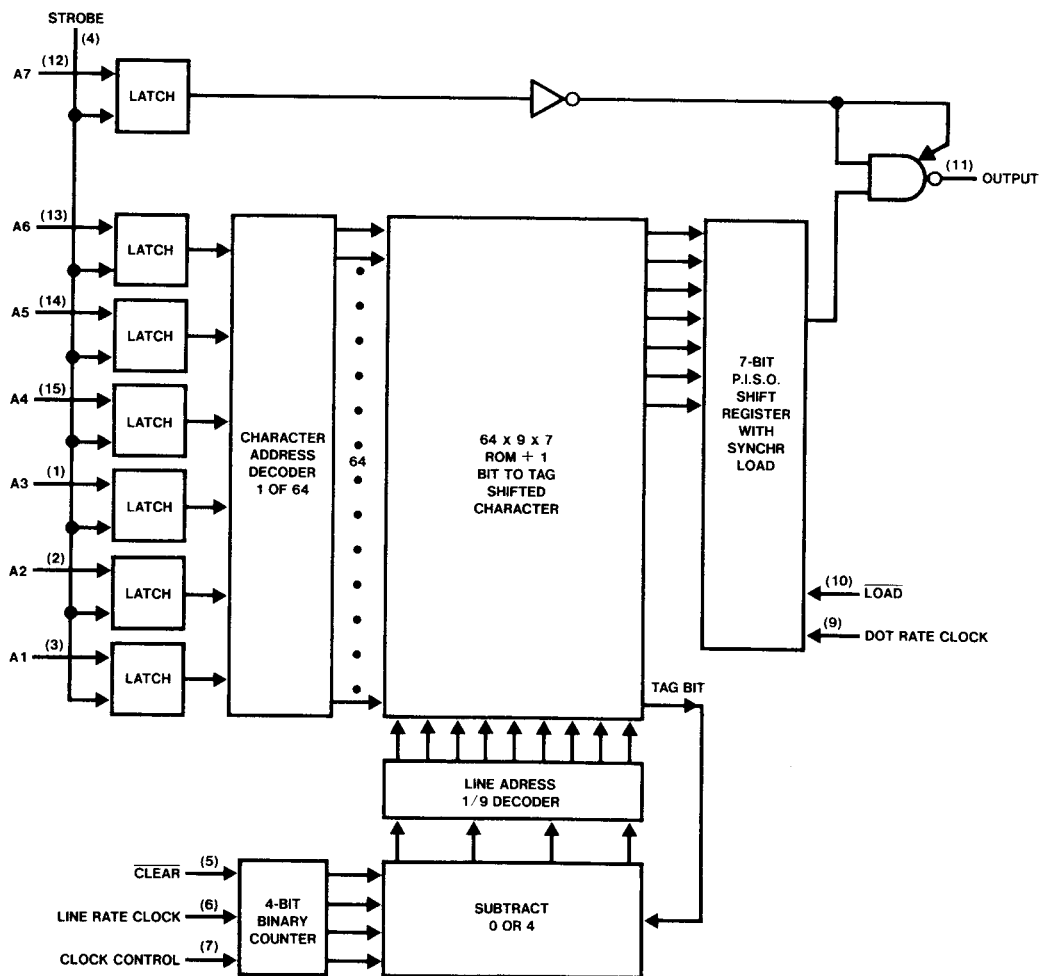 STROBE
(4)
A7 (12)
LATCH
(11)
OUTPUT
A6 (13)
LATCH
A5 (14)
LATCH
A4 (15)
LATCH
A3 (1)
LATCH
A2 (2)
LATCH
A1 (3)
LATCH
CHARACTER
ADDRESS
DECODER
1 OF 64
64
64 x 9 x 7
ROM + 1
BIT TO TAG
SHIFTED
CHARACTER
7-BIT
P.I.S.O.
SHIFT
REGISTER
WITH
SYNCHR
LOAD
(10) LOAD
(9) DOT RATE CLOCK
TAG BIT
LINE ADRESS
1/9 DECODER
CLEAR (5)
LINE RATE CLOCK (6)
CLOCK CONTROL (7)
4-BIT
BINARY
COUNTER
SUBTRACT
0 OR 4